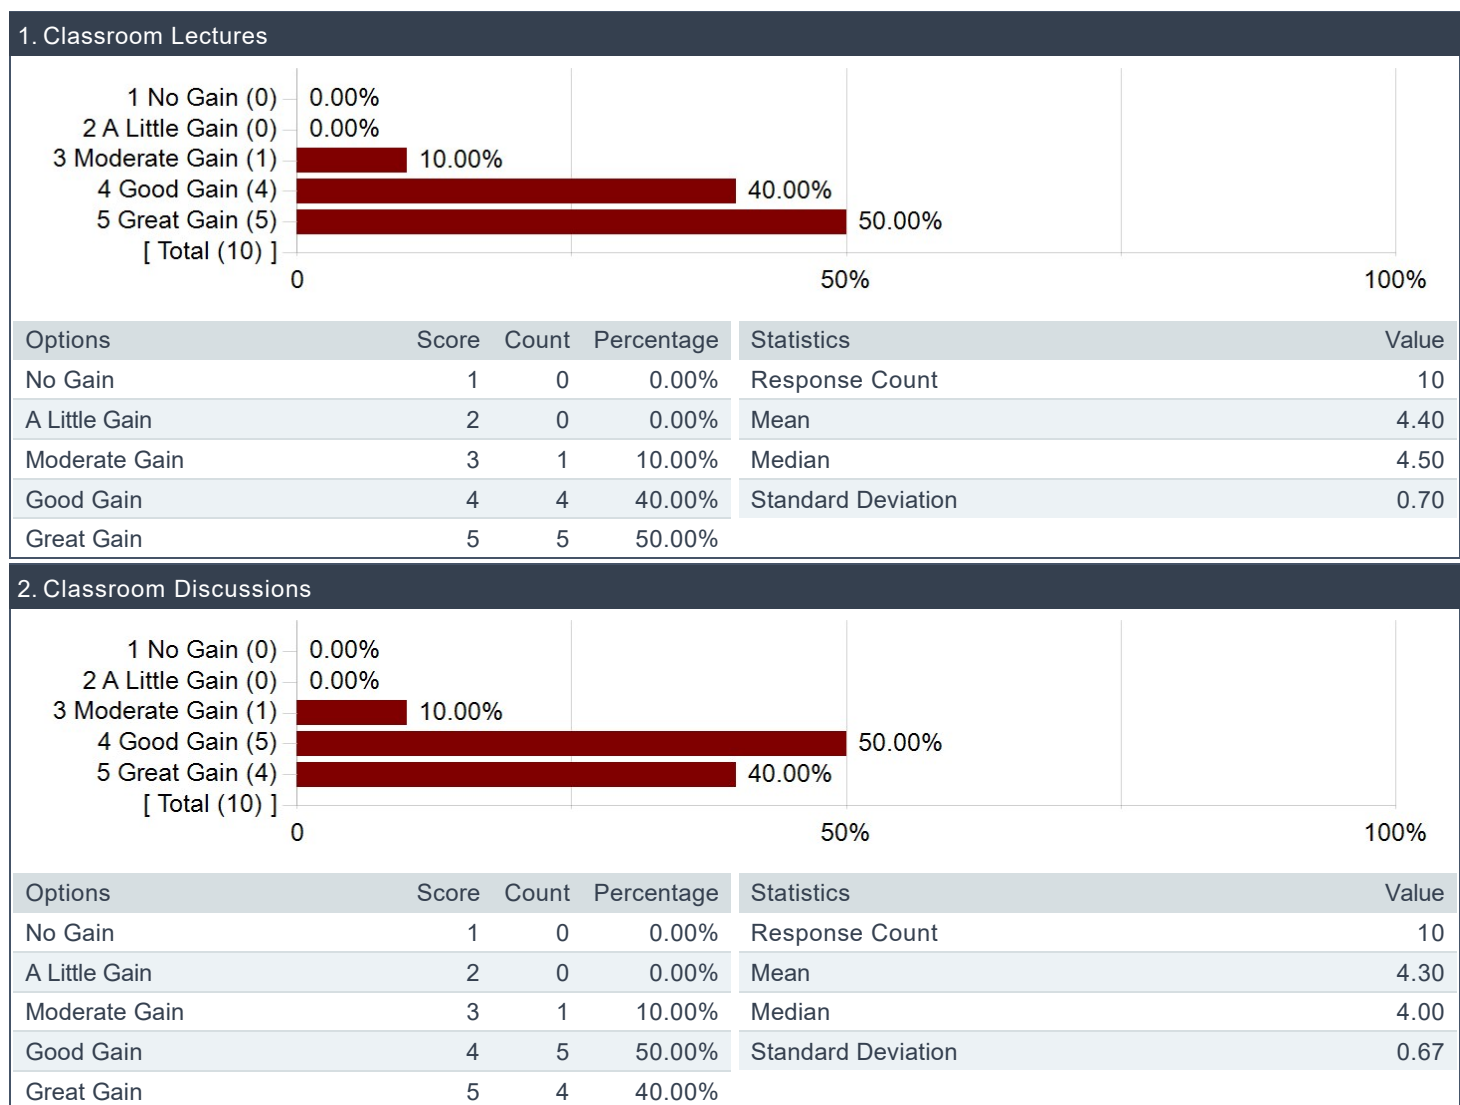 1. Classroom Lectures
1 No Gain (0) 0.00%
2 A Little Gain (0) 0.00%
3 Moderate Gain (1) 10.00%
4 Good Gain (4) 40.00%
5 Great Gain (5) 50.00%
[ Total (10) ]
0 50% 100%
Options Score Count Percentage Statistics Value
No Gain 1 0 0.00% Response Count 10
A Little Gain 2 0 0.00% Mean 4.40
Moderate Gain 3 1 10.00% Median 4.50
Good Gain 4 4 40.00% Standard Deviation 0.70
Great Gain 5 5 50.00%
2. Classroom Discussions
1 No Gain (0) 0.00%
2 A Little Gain (0) 0.00%
3 Moderate Gain (1) 10.00%
4 Good Gain (5) 50.00%
5 Great Gain (4) 40.00%
[ Total (10) ]
0 50% 100%
Options Score Count Percentage Statistics Value
No Gain 1 0 0.00% Response Count 10
A Little Gain 2 0 0.00% Mean 4.30
Moderate Gain 3 1 10.00% Median 4.00
Good Gain 4 5 50.00% Standard Deviation 0.67
Great Gain 5 4 40.00%